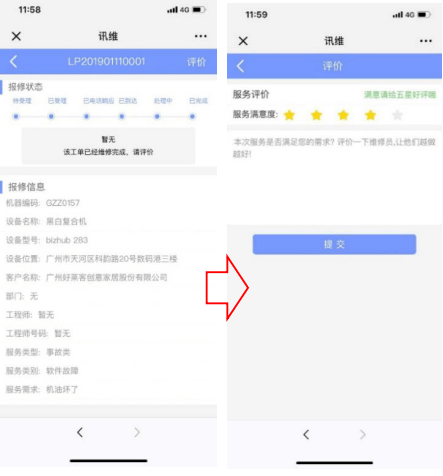 11:58
4G
讯维
LP201901110001
评价
报修状态
待受理 已受理 已电话响应 已到达 处理中 已完成
暂无
该工单已经维修完成、请评价
报修信息
机器编码: GZZ0157
设备名称: 黑白复合机
设备型号: bizhub 283
设备位置: 广州市天河区科韵路20号数码港三楼
客户名称: 广州好莱客创意家居股份有限公司
部门: 无
工程师: 暂无
工程师号码: 暂无
服务类型: 事故类
服务类别: 软件故障
服务需求: 机油坏了
11:59
4G
讯维
评价
服务评价
满意请给五星好评哦
服务满意度:
本次服务是否满足您的需求? 评价一下维修员,让他们越做
越好!
提 交